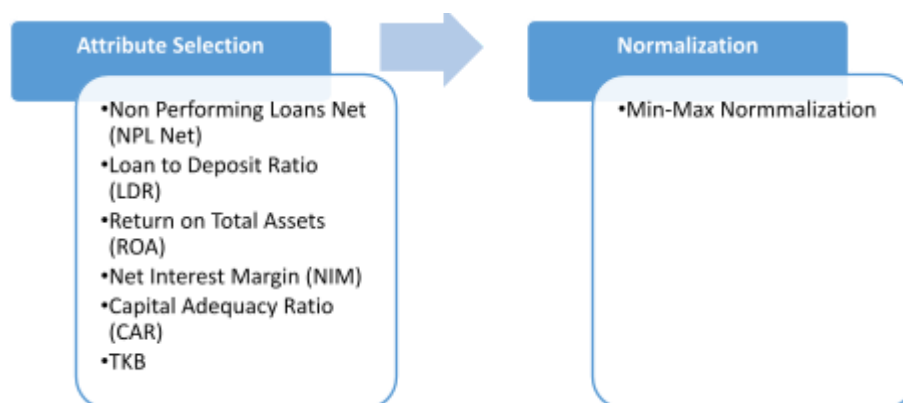 Attribute Selection
•Non Performing Loans Net
(NPL Net)
•Loan to Deposit Ratio
(LDR)
•Return on Total Assets
(ROA)
•Net Interest Margin (NIM)
•Capital Adequacy Ratio
(CAR)
•TKB
Normalization
•Min-Max Normmalization